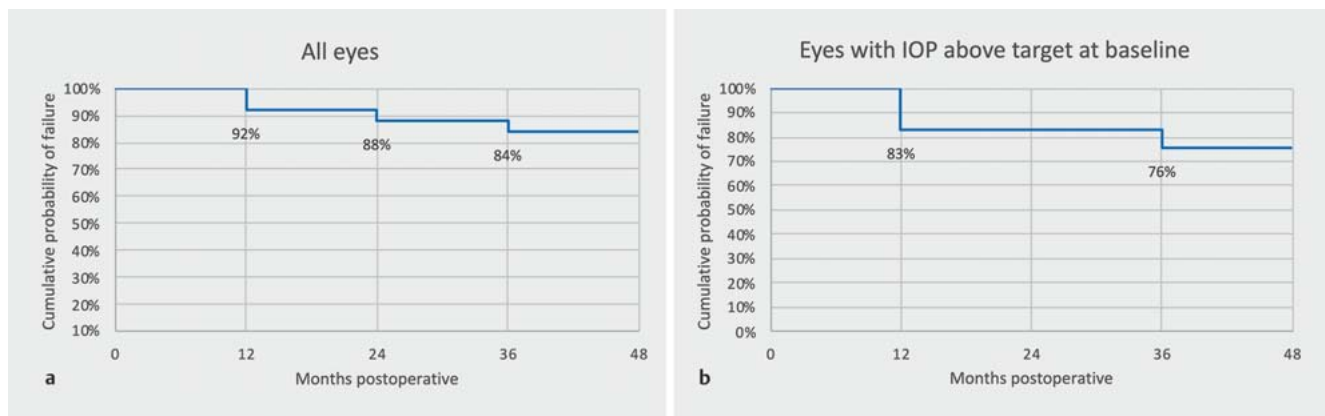 All eyes
Cumulative probability of failure
100%
90%
80%
70%
60%
50%
40%
30%
20%
10%
92%
88%
84%
0 12 24 36 48
Months postoperative
a
Eyes with IOP above target at baseline
Cumulative probability of failure
100%
90%
80%
70%
60%
50%
40%
30%
20%
10%
0%
83%
76%
0 12 24 36 48
Months postoperative
b